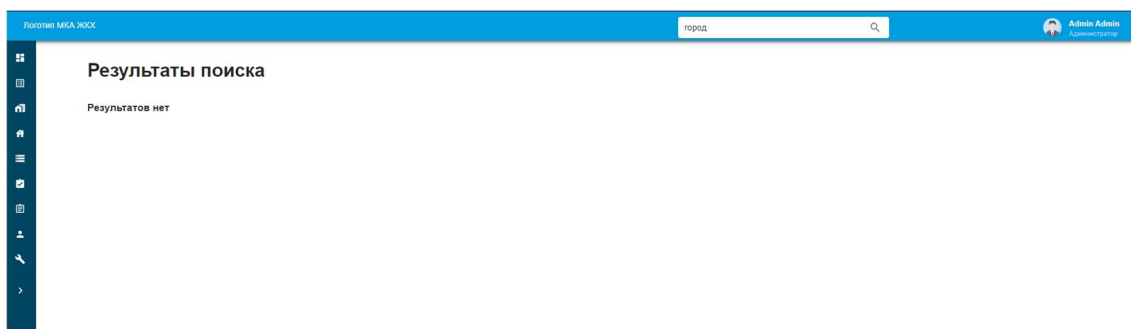 Логотип МКА ЖКХ
город
Admin Admin
Администратор
Результаты поиска
Результатов нет